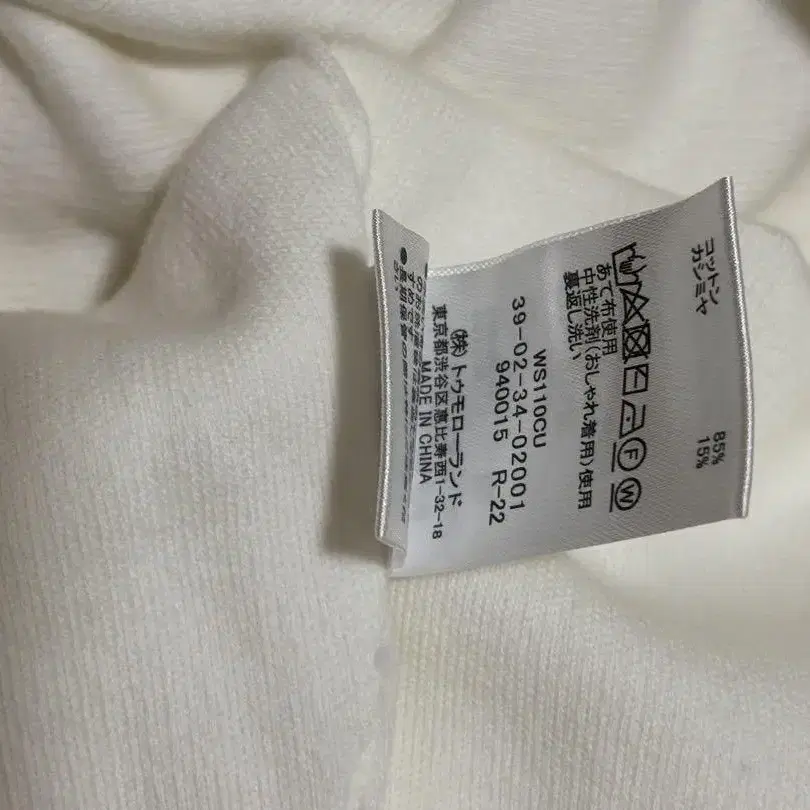 コットン 85%
カシミヤ 15%
F W
あて布使用
中性洗剤(おしゃれ着用)使用
裏返し洗い
WS110CU
39-02-34-02001
940015 R-22
(株)トゥモローランド
東京都渋谷区恵比寿西1-32-18
MADE IN CHINA